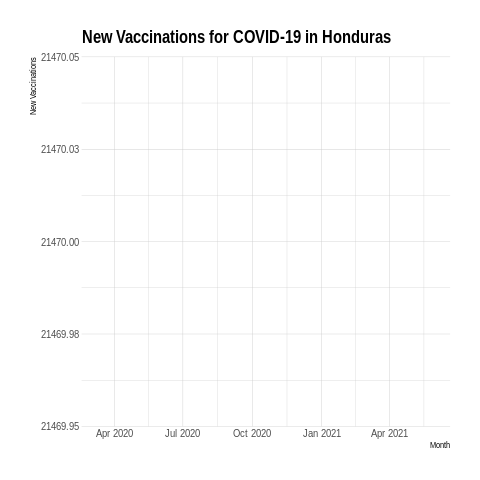 New Vaccinations for COVID-19 in Honduras
New Vaccinations
21470.05
21470.03
21470.00
21469.98
21469.95
Apr 2020 Jul 2020 Oct 2020 Jan 2021 Apr 2021
Month